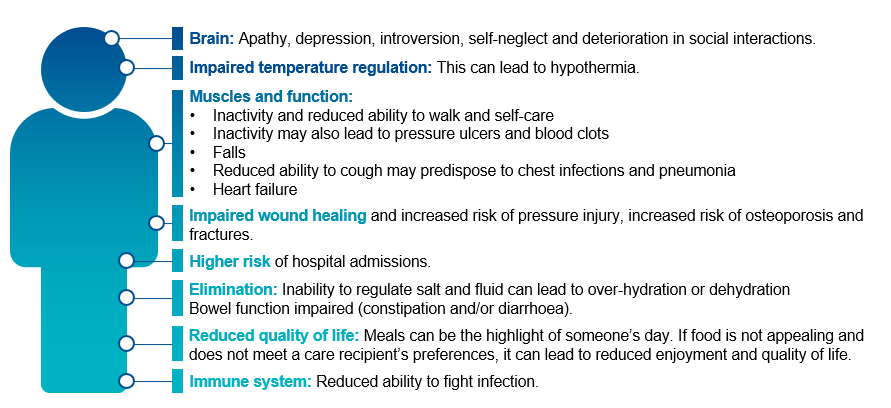 Brain: Apathy, depression, introversion, self-neglect and deterioration in social interactions.
Impaired temperature regulation: This can lead to hypothermia.
Muscles and function:
• Inactivity and reduced ability to walk and self-care
• Inactivity may also lead to pressure ulcers and blood clots
• Falls
• Reduced ability to cough may predispose to chest infections and pneumonia
• Heart failure
Impaired wound healing and increased risk of pressure injury, increased risk of osteoporosis and
fractures.
Higher risk of hospital admissions.
Elimination: Inability to regulate salt and fluid can lead to over-hydration or dehydration
Bowel function impaired (constipation and/or diarrhoea).
Reduced quality of life: Meals can be the highlight of someone’s day. If food is not appealing and
does not meet a care recipient’s preferences, it can lead to reduced enjoyment and quality of life.
Immune system: Reduced ability to fight infection.